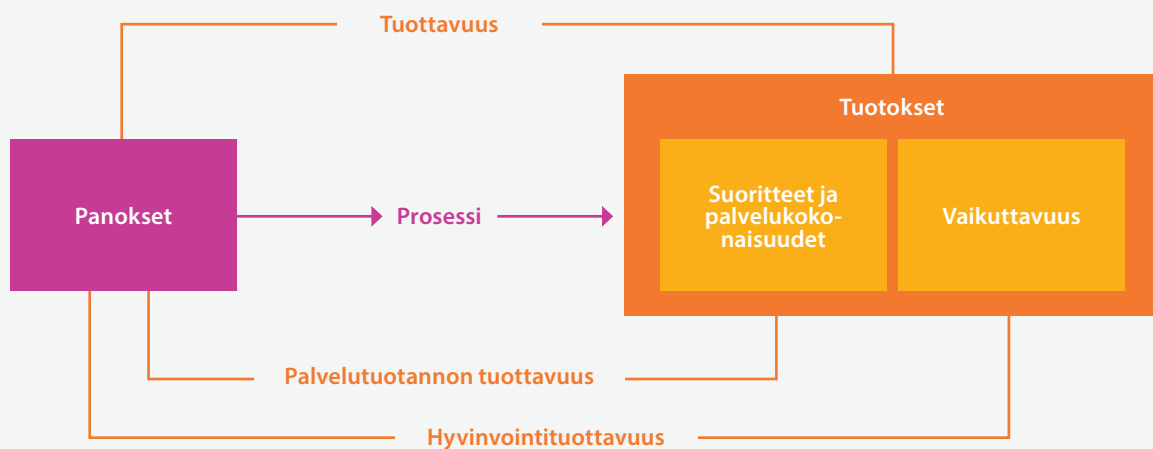 Tuottavuus
Tuotokset
Panokset
Prosessi
Suoritteet ja
palvelukoko-
naisuudet
Vaikuttavuus
Palvelutuotannon tuottavuus
Hyvinvointituottavuus